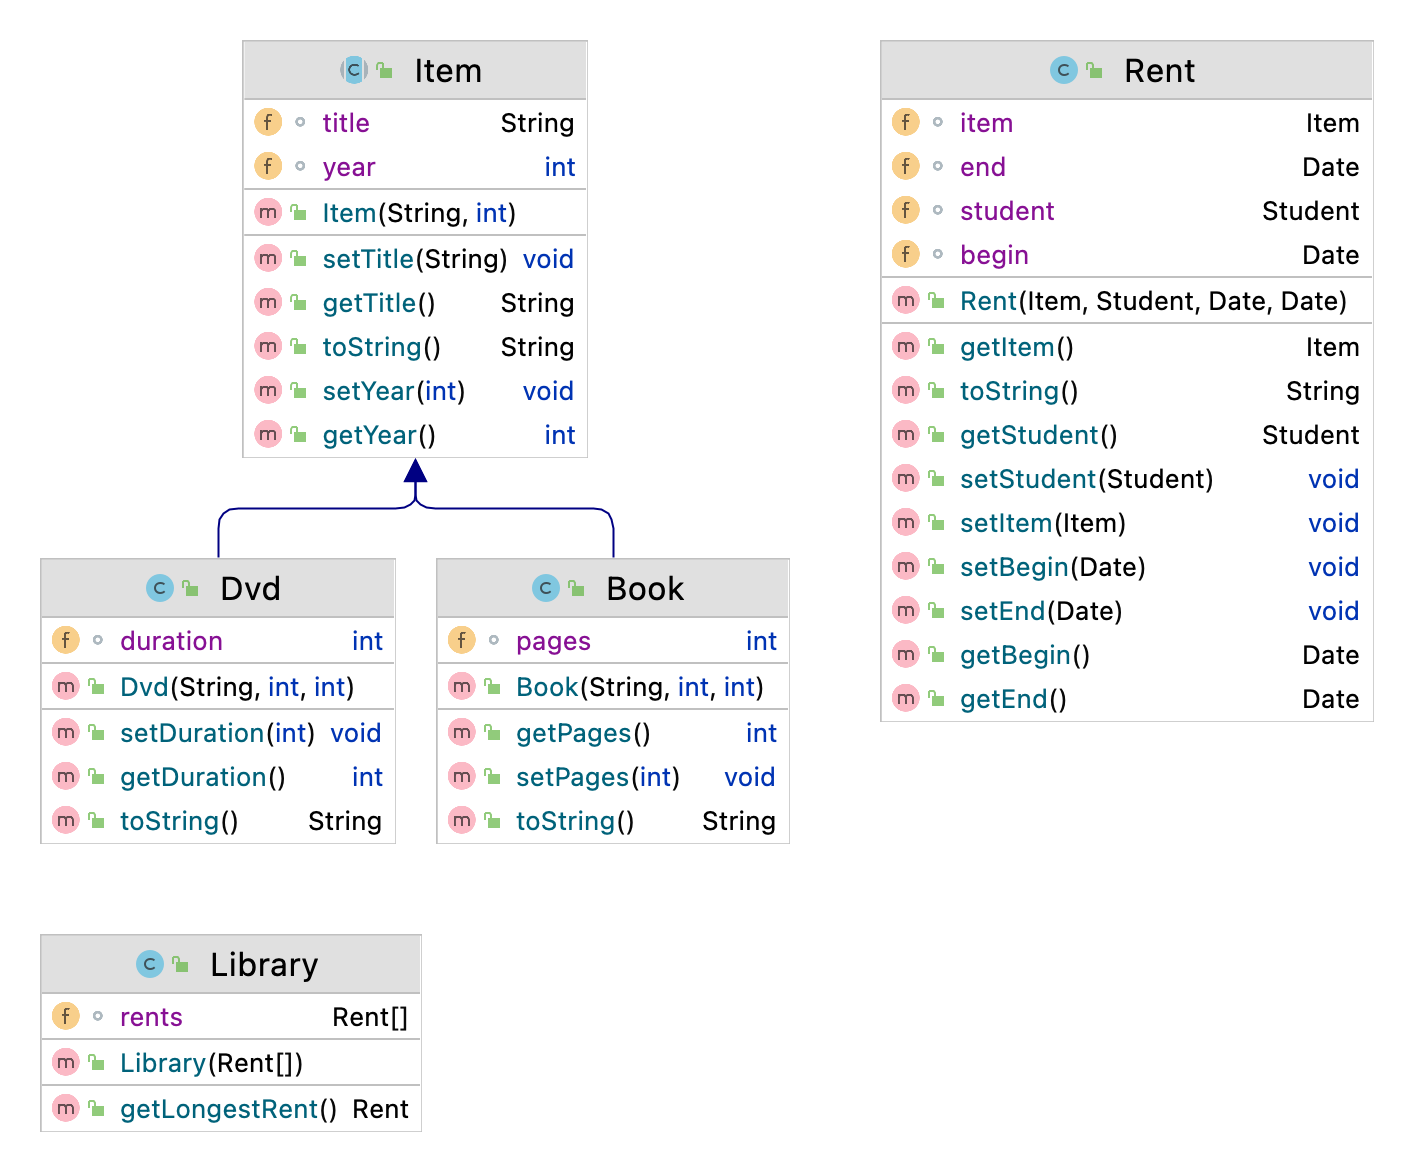 Item
title String
year int
Item(String, int)
setTitle(String) void
getTitle() String
toString() String
setYear(int) void
getYear() int
Rent
item Item
end Date
student Student
begin Date
Rent(Item, Student, Date, Date)
getItem() Item
toString() String
getStudent() Student
setStudent(Student) void
setItem(Item) void
setBegin(Date) void
setEnd(Date) void
getBegin() Date
getEnd() Date
Dvd
duration int
Dvd(String, int, int)
setDuration(int) void
getDuration() int
toString() String
Book
pages int
Book(String, int, int)
getPages() int
setPages(int) void
toString() String
Library
rents Rent[]
Library(Rent[])
getLongestRent() Rent